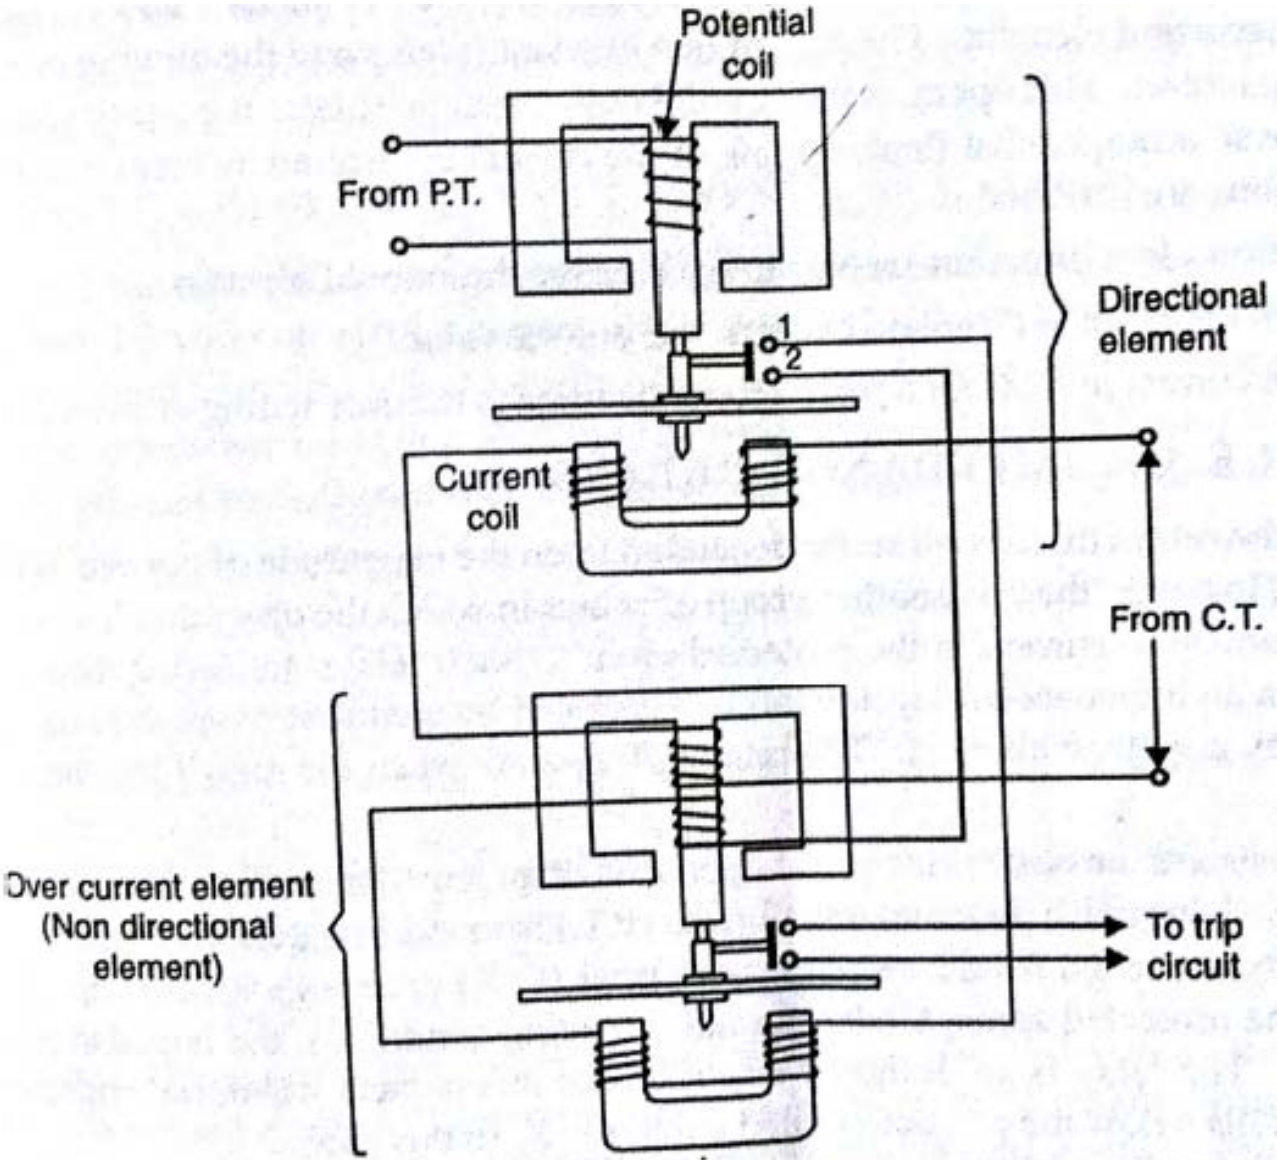 Potential
coil
From P.T.
1
2
Directional
element
Current
coil
From C.T.
Over current element
(Non directional
element)
To trip
circuit